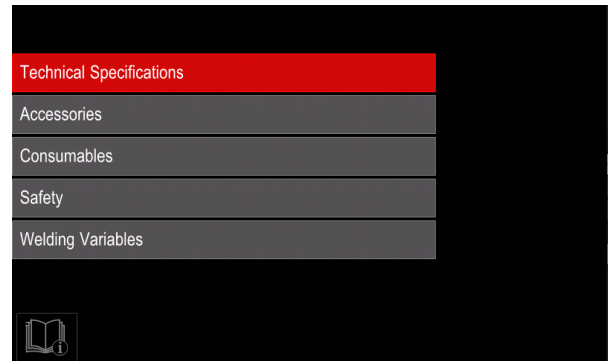 Technical Specifications
Accessories
Consumables
Safety
Welding Variables